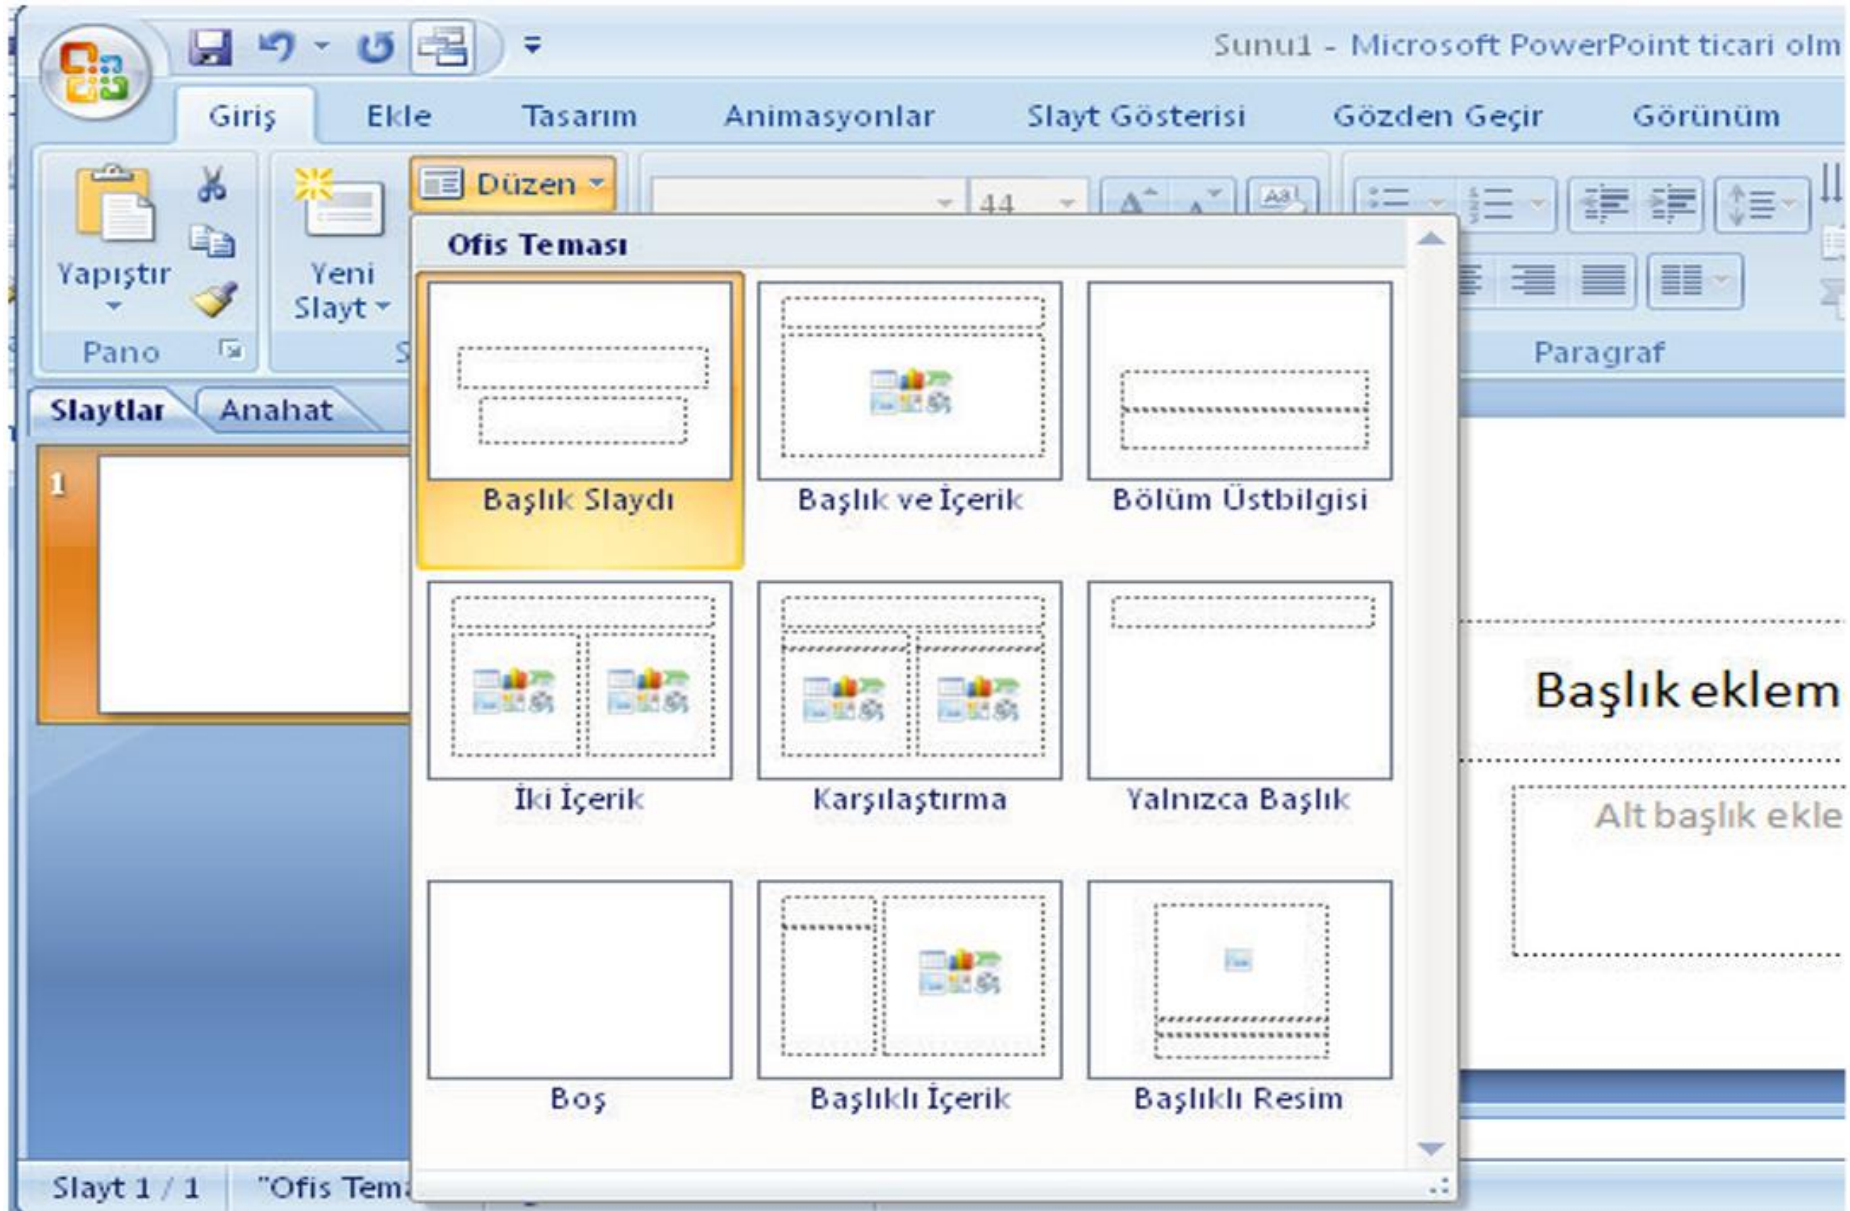 Sunu1 - Microsoft PowerPoint ticari olm
Giriş Ekle Tasarım Animasyonlar Slayt Gösterisi Gözden Geçir Görünüm
Düzen
44
Yapıştır
Yeni
Slayt
Pano
Paragraf
Slaytlar Anahat
1
Ofis Teması
Başlık Slaydı Başlık ve İçerik Bölüm Üstbilgisi
İki İçerik Karşılaştırma Yalnızca Başlık
Boş Başlıklı İçerik Başlıklı Resim
Başlık eklem
Alt başlık ekle
Slayt 1 / 1 "Ofis Tem